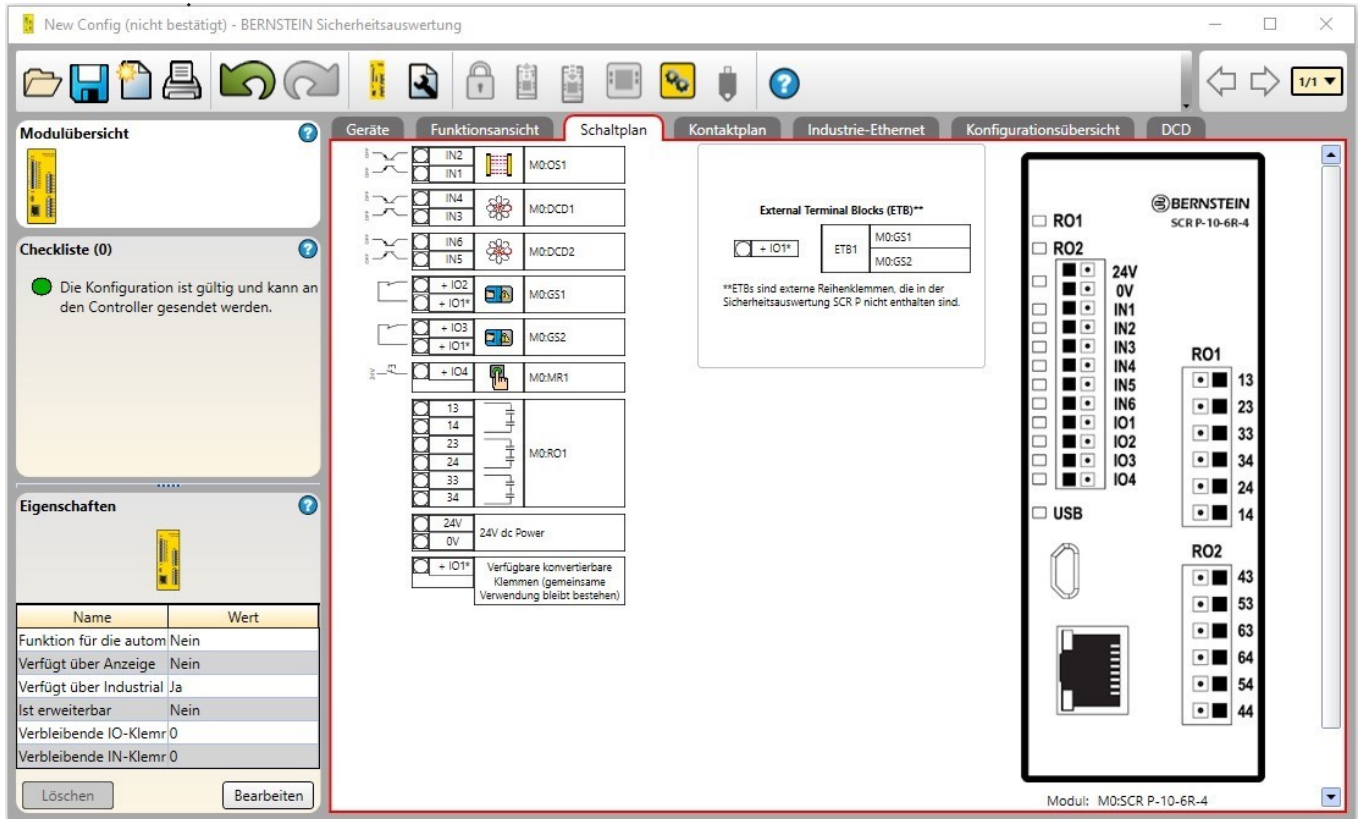 New Config (nicht bestätigt) - BERNSTEIN Sicherheitsauswertung
1/1
Modulübersicht
Checkliste (0)
Die Konfiguration ist gültig und kann an
den Controller gesendet werden.
Eigenschaften
Name Wert
Funktion für die autom Nein
Verfügt über Anzeige Nein
Verfügt über Industrial Ja
Ist erweiterbar Nein
Verbleibende IO-Klemr 0
Verbleibende IN-Klemr 0
Löschen Bearbeiten
Geräte Funktionsansicht Schaltplan Kontaktplan Industrie-Ethernet Konfigurationsübersicht DCD
IN2
IN1
M0:OS1
IN4
IN3
M0:DCD1
IN6
IN5
M0:DCD2
+ IO2
+ IO1*
M0:GS1
+ IO3
+ IO1*
M0:GS2
+ IO4
M0:MR1
13
14
23
24
33
34
M0:RO1
24V
0V
24V dc Power
+ IO1*
Verfügbare konvertierbare
Klemmen (gemeinsame
Verwendung bleibt bestehen)
External Terminal Blocks (ETB)**
+ IO1*
ETB1
M0:GS1
M0:GS2
**ETBs sind externe Reihenklemmen, die in der
Sicherheitsauswertung SCR P nicht enthalten sind.
BERNSTEIN
SCR P-10-6R-4
RO1
RO2
24V
0V
IN1
IN2
IN3
IN4
IN5
IN6
IO1
IO2
IO3
IO4
USB
RO1
13
23
33
34
24
14
RO2
43
53
63
64
54
44
Modul: M0:SCR P-10-6R-4